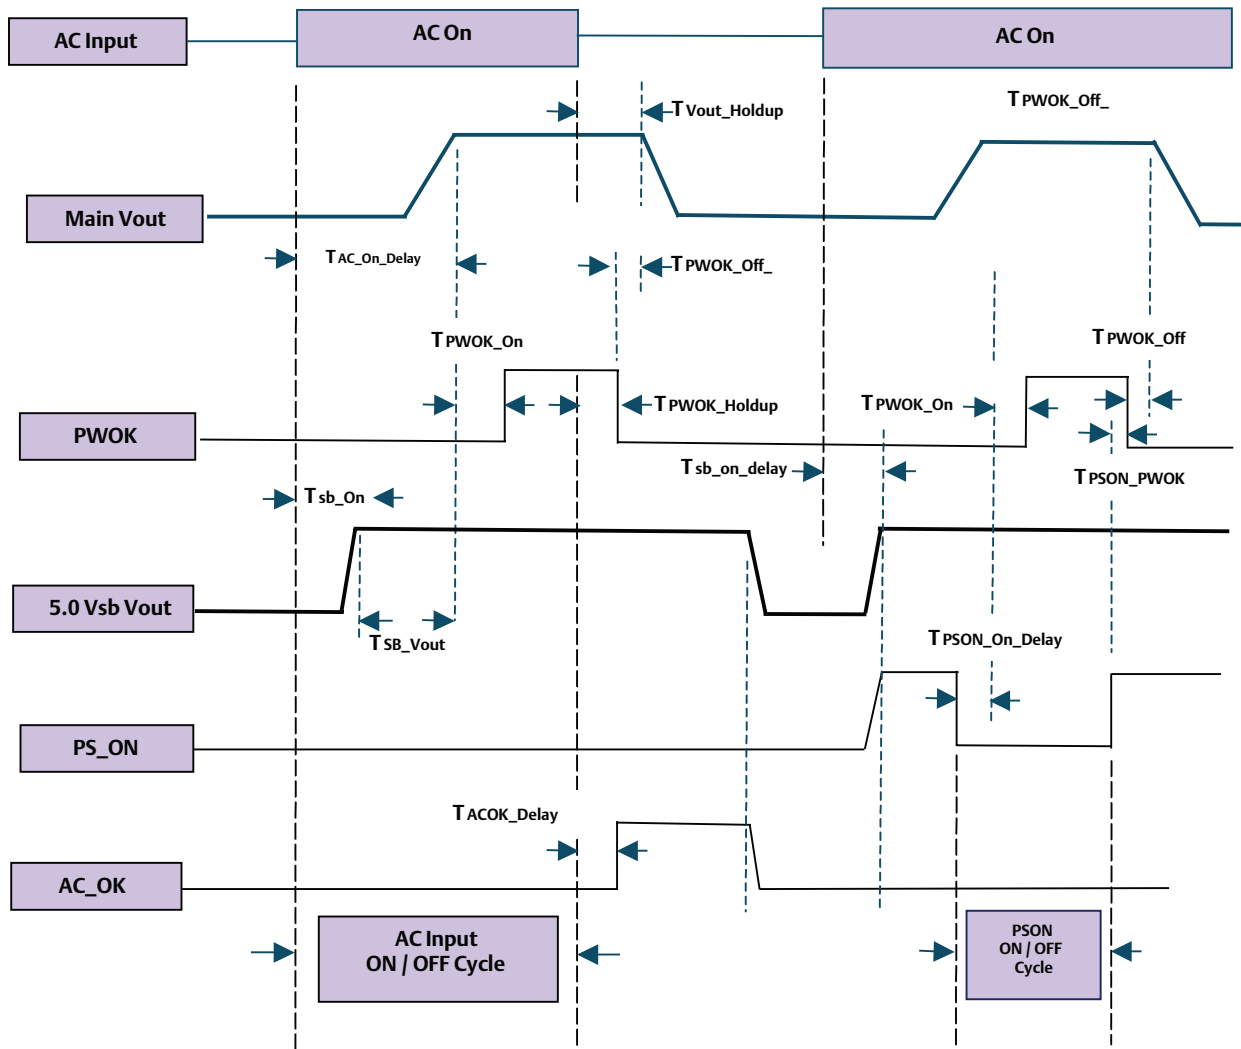 AC Input
AC On
AC On
T Vout_Holdup
T PWOK_Off_
Main Vout
T AC_On_Delay
T PWOK_Off_
T PWOK_On
T PWOK_Off
PWOK
T PWOK_Holdup
T PWOK_On
T sb_on_delay
T PSON_PWOK
T sb_On
5.0 Vsb Vout
T SB_Vout
T PSON_On_Delay
PS_ON
T ACOK_Delay
AC_OK
AC Input
ON / OFF Cycle
PSON
ON / OFF
Cycle